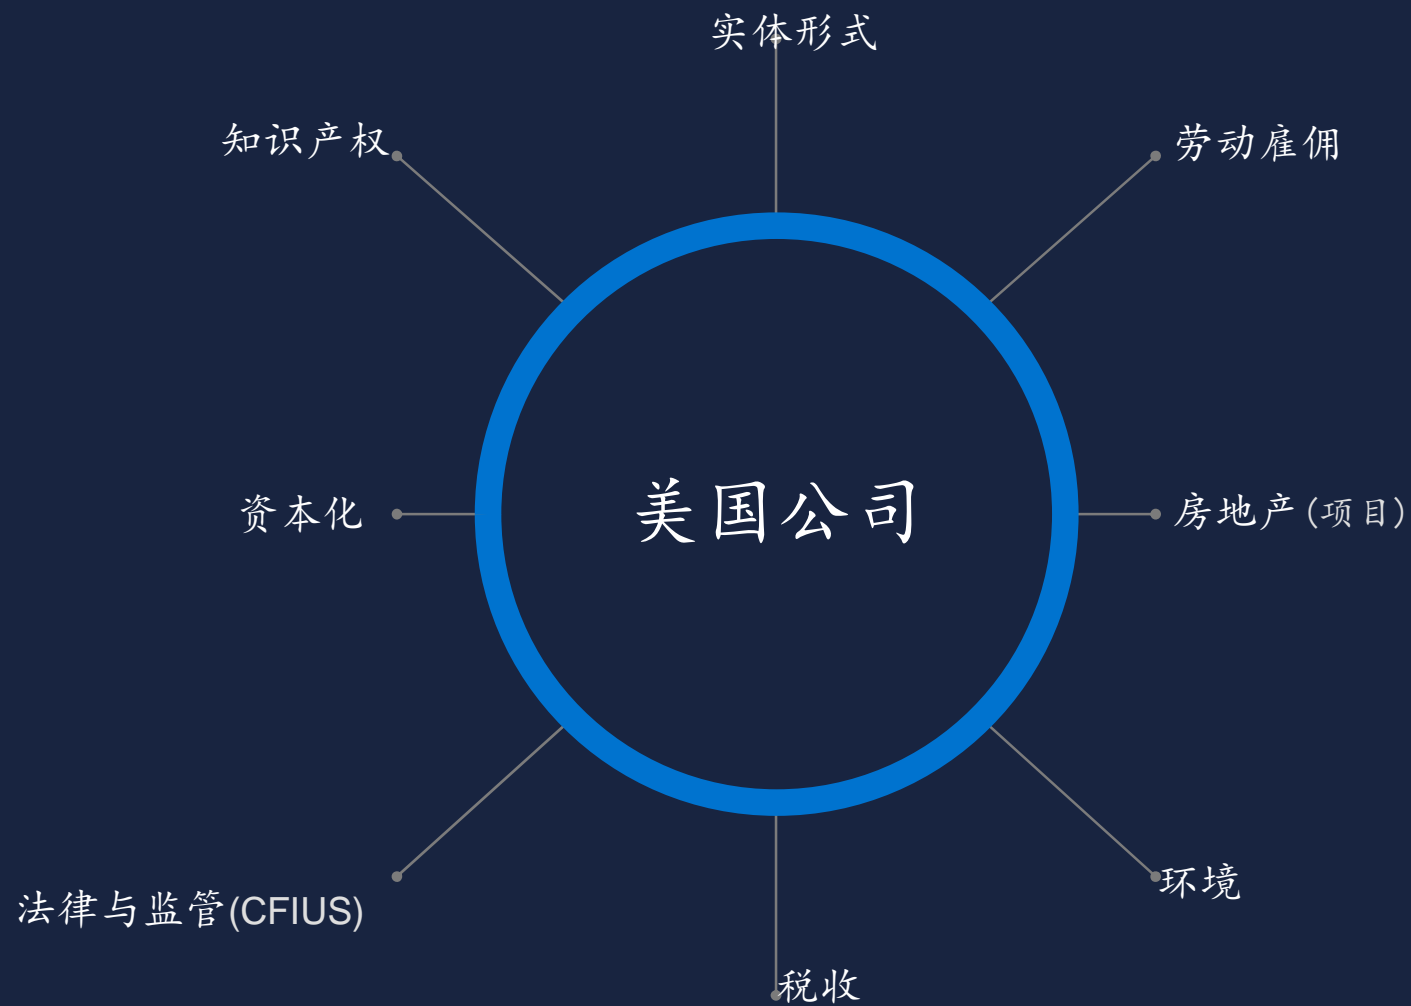 实体形式
知识产权
劳动雇佣
资本化
美国公司
房地产(项目)
法律与监管(CFIUS)
环境
税收